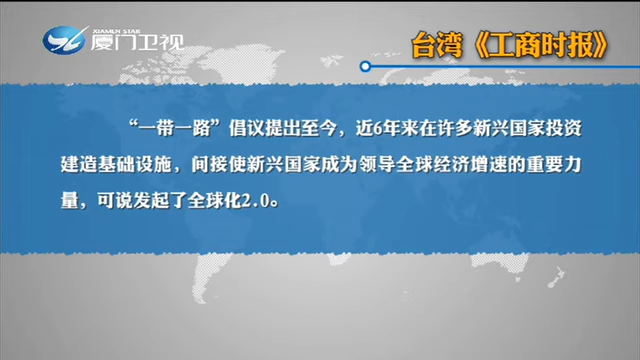 XIAMEN STAR
厦门卫视
台湾《工商时报》
“一带一路”倡议提出至今，近6年来在许多新兴国家投资
建造基础设施，间接使新兴国家成为领导全球经济增速的重要力
量，可说发起了全球化2.0。